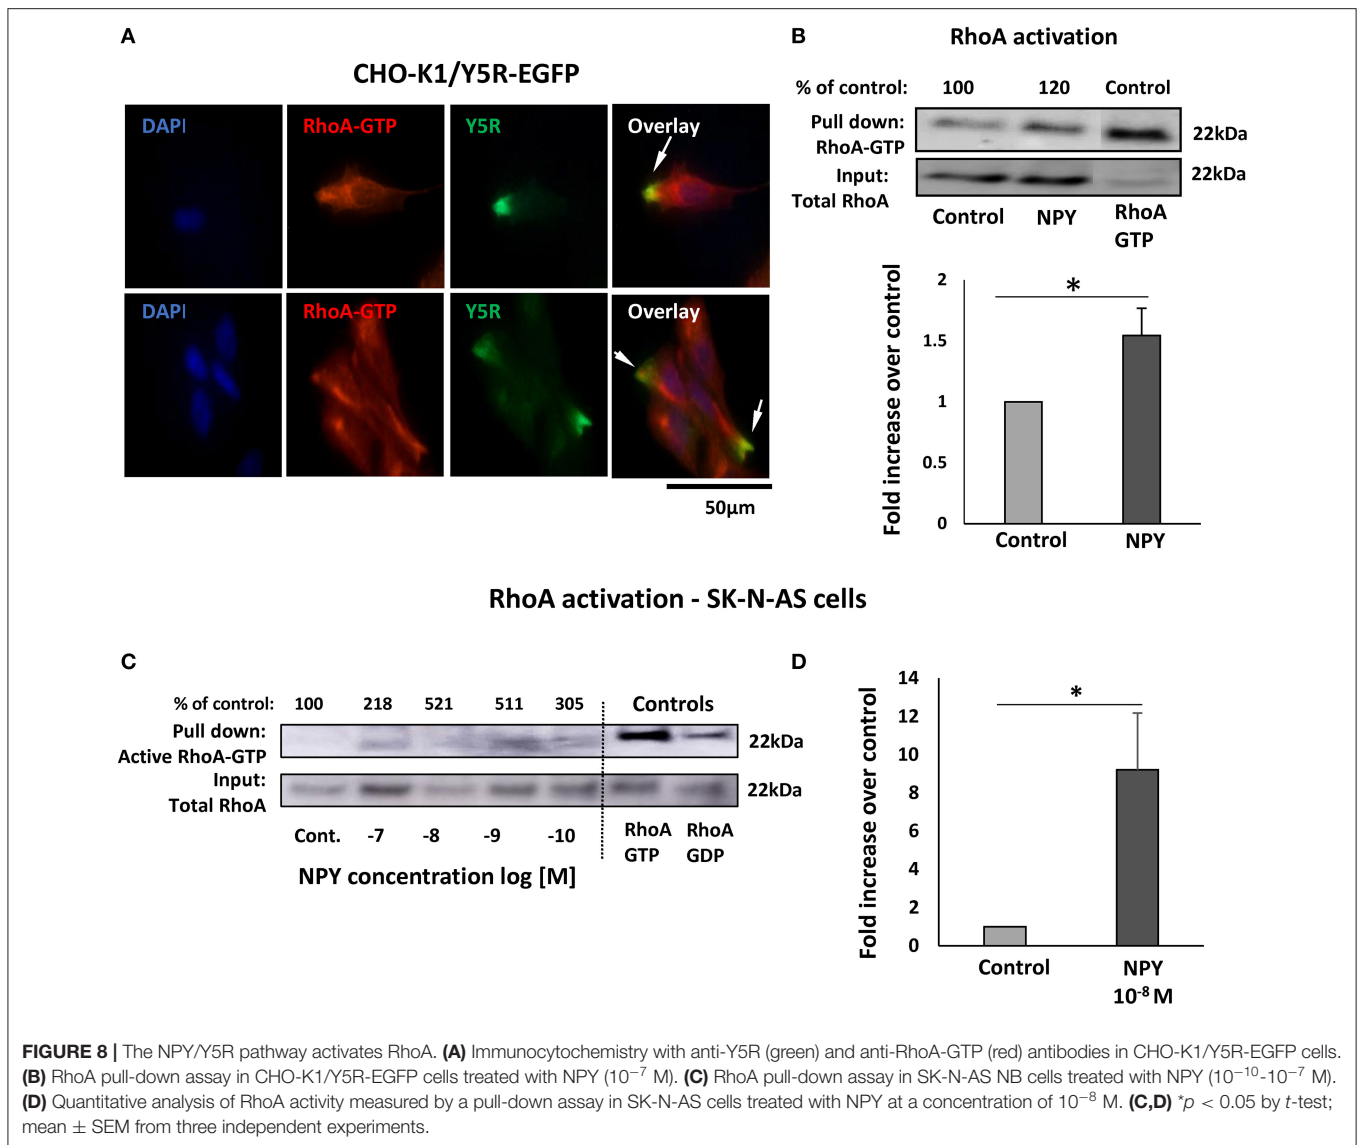 A
CHO-K1/Y5R-EGFP
DAPI RhoA-GTP Y5R Overlay
DAPI RhoA-GTP Y5R Overlay
50µm
B
RhoA activation
% of control: 100 120 Control
Pull down:
RhoA-GTP
22kDa
Input:
Total RhoA
22kDa
Control NPY RhoA
GTP
Fold increase over control
2
1.5
1
0.5
0
*
Control NPY
RhoA activation - SK-N-AS cells
C
% of control: 100 218 521 511 305 Controls
Pull down:
Active RhoA-GTP
22kDa
Input:
Total RhoA
22kDa
Cont. -7 -8 -9 -10 RhoA RhoA
GTP GDP
NPY concentration log [M]
D
Fold increase over control
14
12
10
8
6
4
2
0
*
Control NPY
10⁻⁸ M
FIGURE 8 | The NPY/Y5R pathway activates RhoA. (A) Immunocytochemistry with anti-Y5R (green) and anti-RhoA-GTP (red) antibodies in CHO-K1/Y5R-EGFP cells.
(B) RhoA pull-down assay in CHO-K1/Y5R-EGFP cells treated with NPY (10⁻⁷ M). (C) RhoA pull-down assay in SK-N-AS NB cells treated with NPY (10⁻¹⁰-10⁻⁷ M).
(D) Quantitative analysis of RhoA activity measured by a pull-down assay in SK-N-AS cells treated with NPY at a concentration of 10⁻⁸ M. (C,D) *p < 0.05 by t-test;
mean ± SEM from three independent experiments.